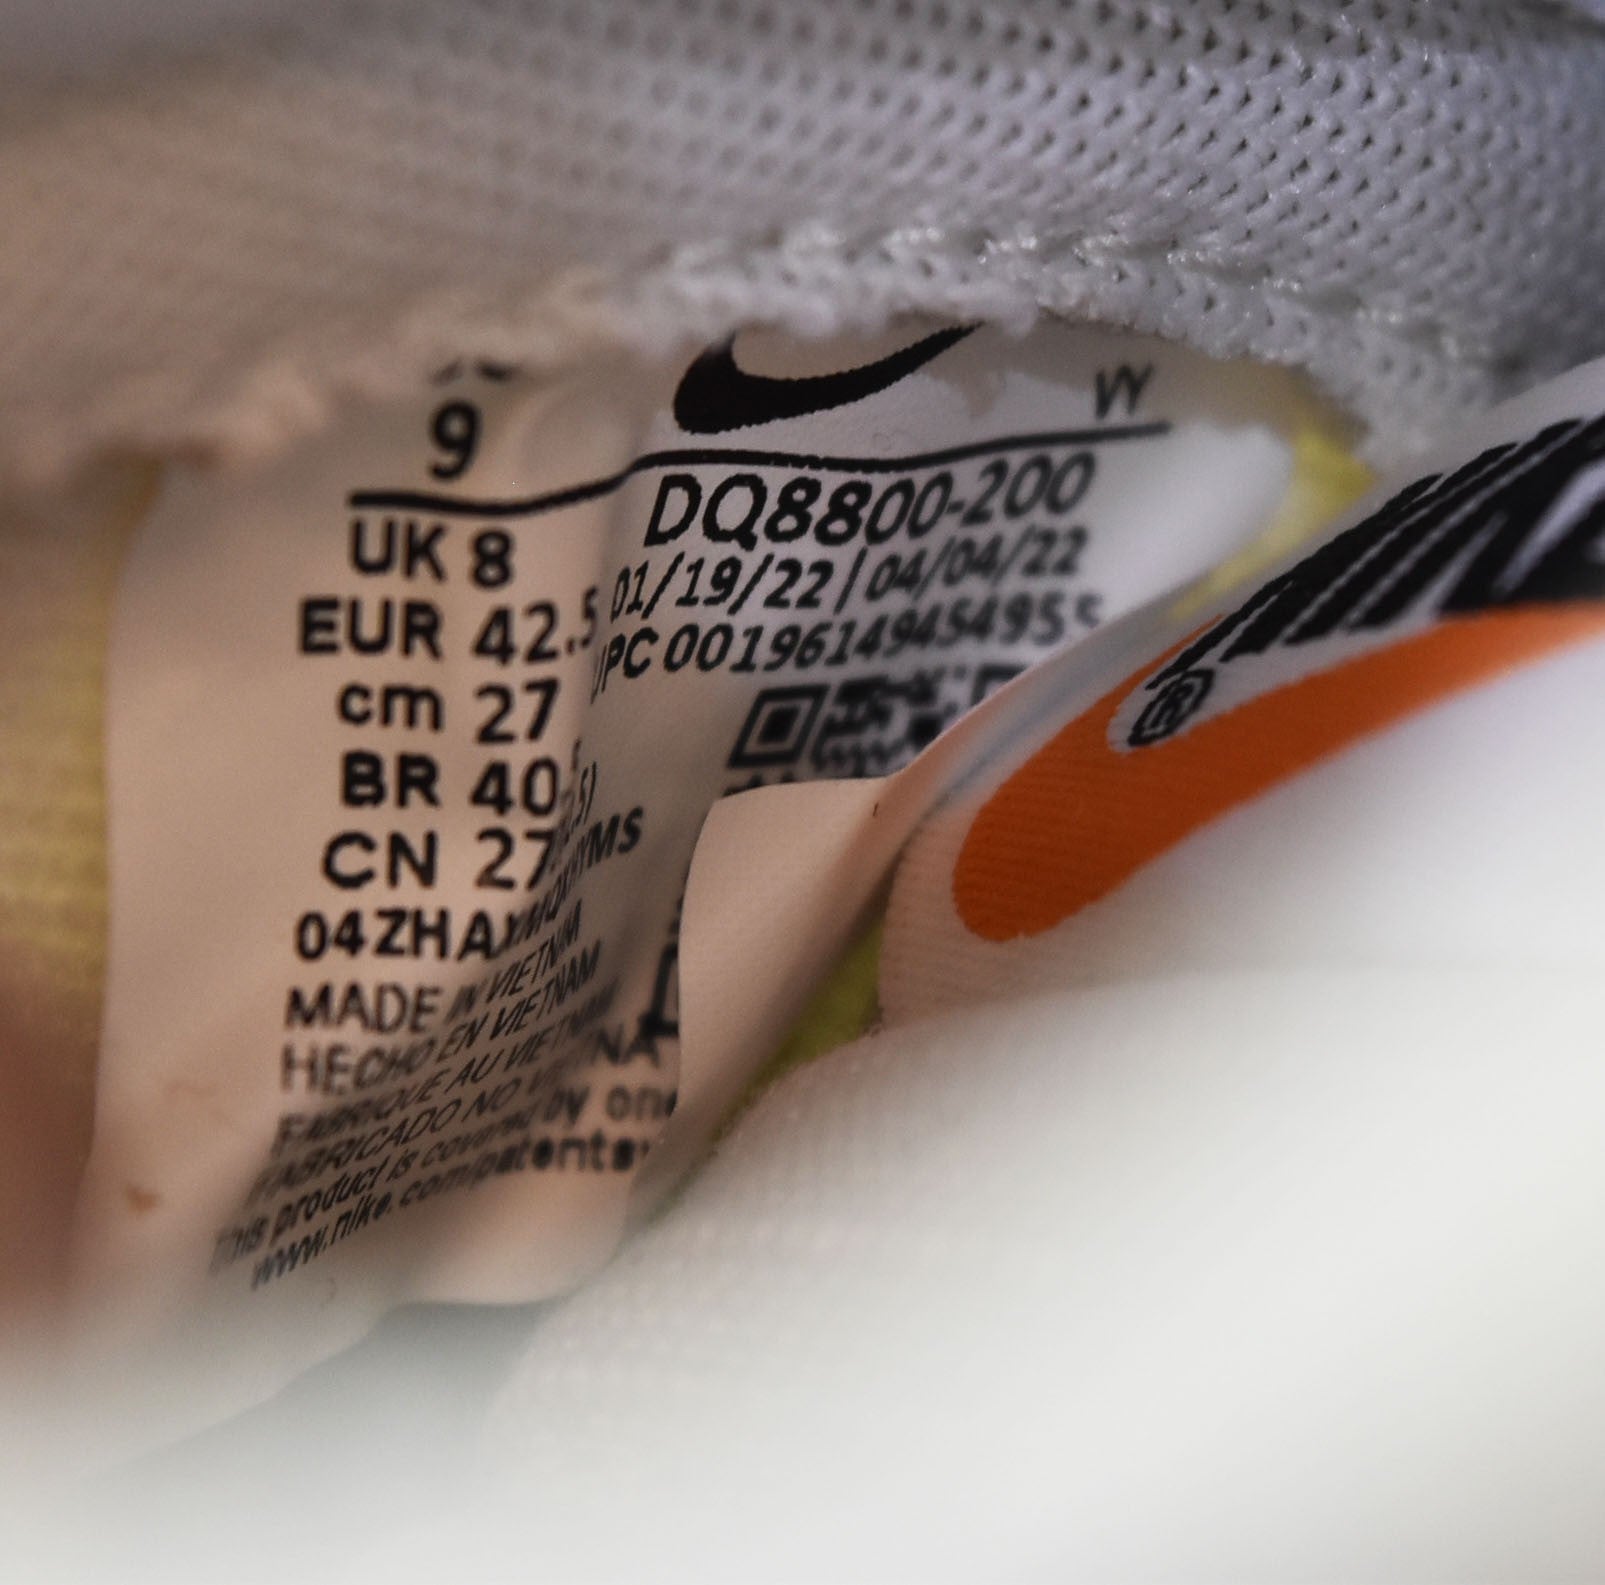 9
W
UK 8
EUR 42.5
cm 27
BR 40
CN 27
DQ8800-200
01/19/22 | 04/04/22
UPC 00196149454955
MADE IN VIETNAM
HECHO EN VIETNAM
FABRIQUE AU VIETNAM
FABRICADO NO
This product is covered by one
www.nike.com/patents
®